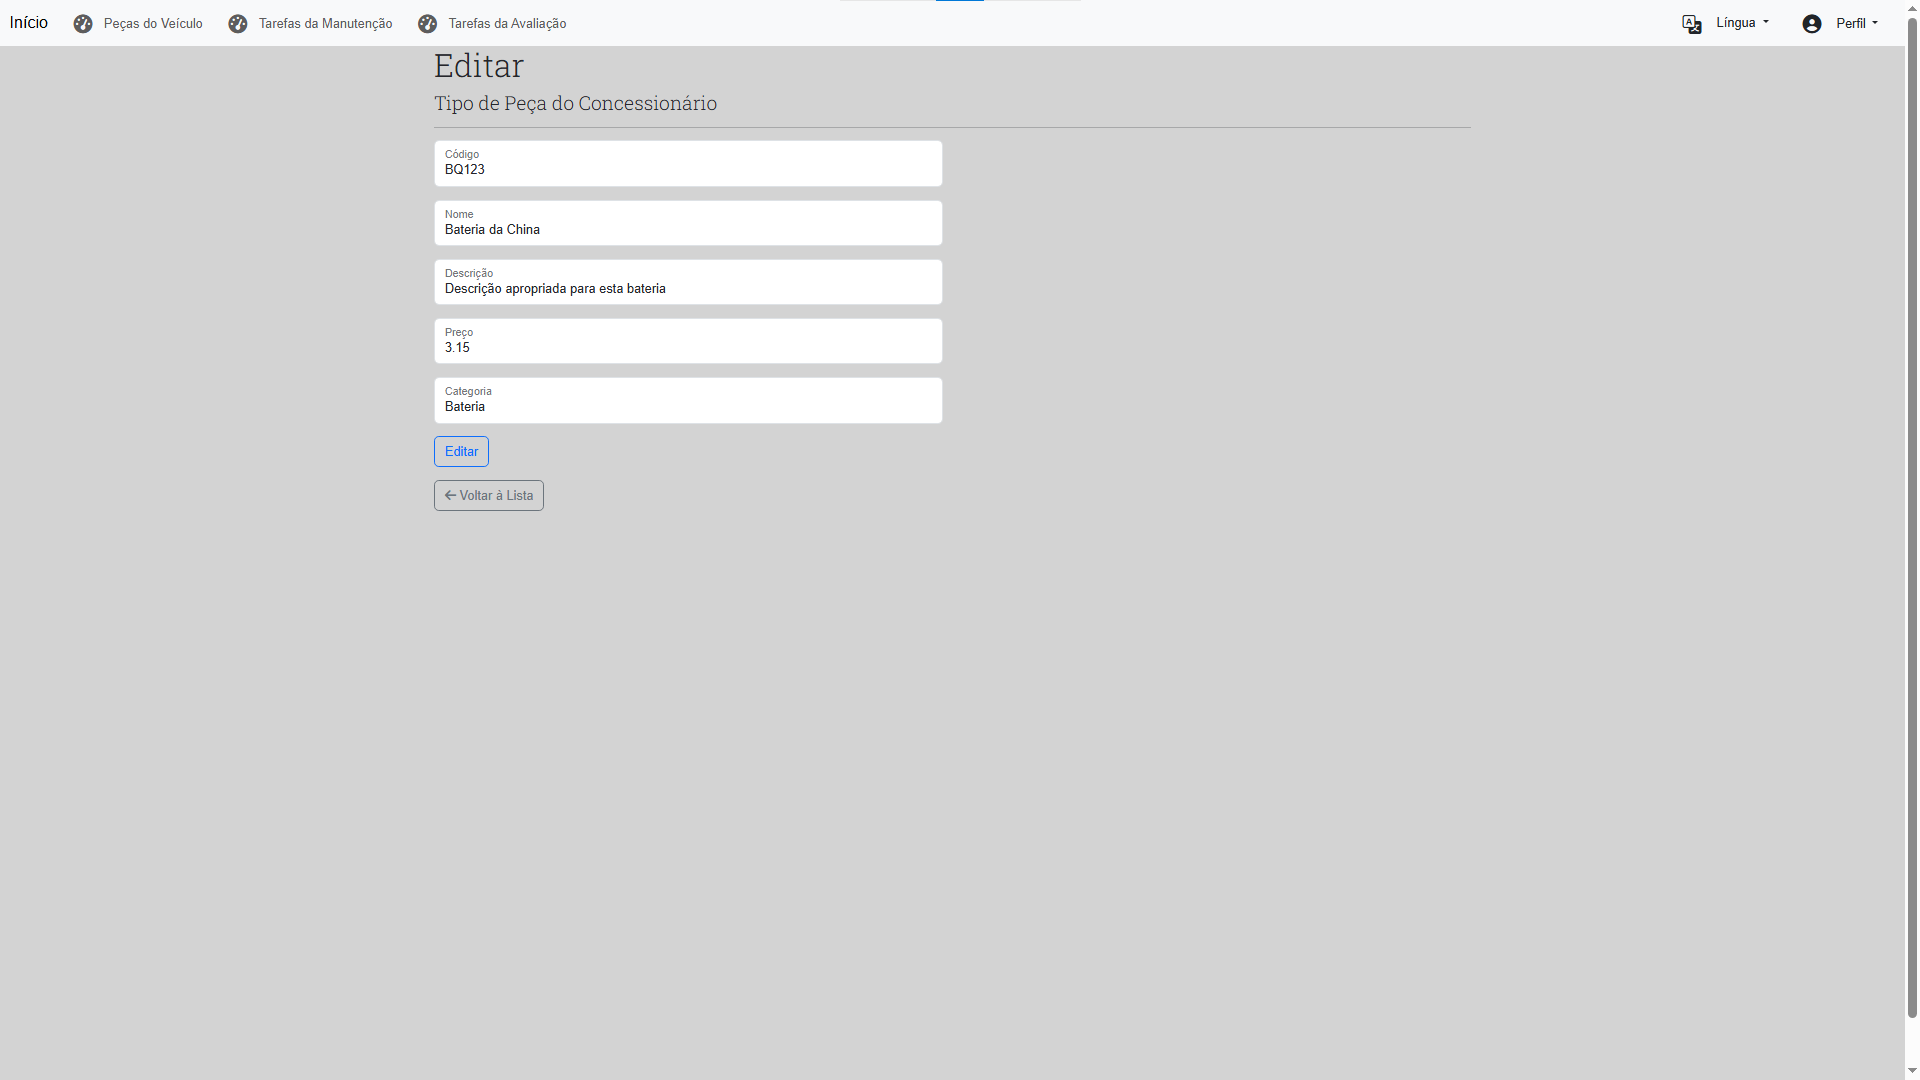 Início Peças do Veículo Tarefas da Manutenção Tarefas da Avaliação Língua Perfil
Editar
Tipo de Peça do Concessionário
Código
BQ123
Nome
Bateria da China
Descrição
Descrição apropriada para esta bateria
Preço
3.15
Categoria
Bateria
Editar
Voltar à Lista